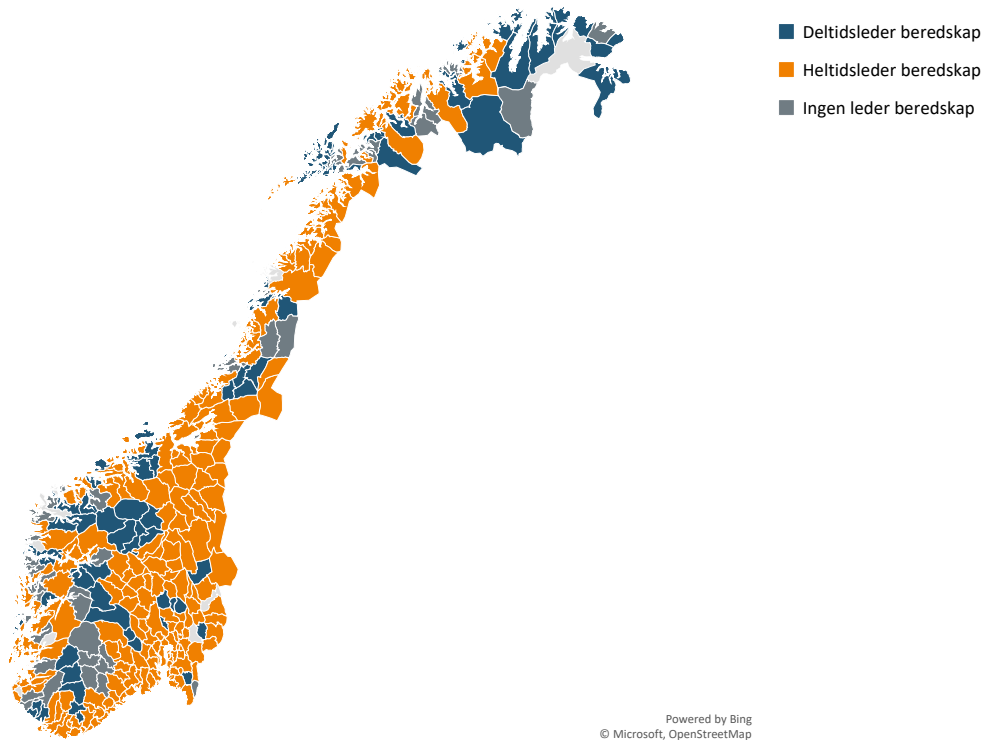 Deltidsleder beredskap
Heltidsleder beredskap
Ingen leder beredskap
Powered by Bing
© Microsoft, OpenStreetMap